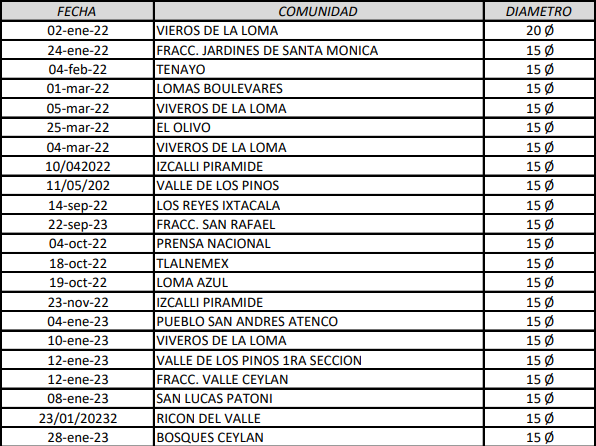 FECHA COMUNIDAD DIAMETRO
02-ene-22 VIEROS DE LA LOMA 20 Ø
24-ene-22 FRACC. JARDINES DE SANTA MONICA 15 Ø
04-feb-22 TENAYO 15 Ø
01-mar-22 LOMAS BOULEVARES 15 Ø
05-mar-22 VIVEROS DE LA LOMA 15 Ø
25-mar-22 EL OLIVO 15 Ø
04-mar-22 VIVEROS DE LA LOMA 15 Ø
10/042022 IZCALLI PIRAMIDE 15 Ø
11/05/202 VALLE DE LOS PINOS 15 Ø
14-sep-22 LOS REYES IXTACALA 15 Ø
22-sep-23 FRACC. SAN RAFAEL 15 Ø
04-oct-22 PRENSA NACIONAL 15 Ø
18-oct-22 TLALNEMEX 15 Ø
19-oct-22 LOMA AZUL 15 Ø
23-nov-22 IZCALLI PIRAMIDE 15 Ø
04-ene-23 PUEBLO SAN ANDRES ATENCO 15 Ø
10-ene-23 VIVEROS DE LA LOMA 15 Ø
12-ene-23 VALLE DE LOS PINOS 1RA SECCION 15 Ø
12-ene-23 FRACC. VALLE CEYLAN 15 Ø
08-ene-23 SAN LUCAS PATONI 15 Ø
23/01/20232 RICON DEL VALLE 15 Ø
28-ene-23 BOSQUES CEYLAN 15 Ø